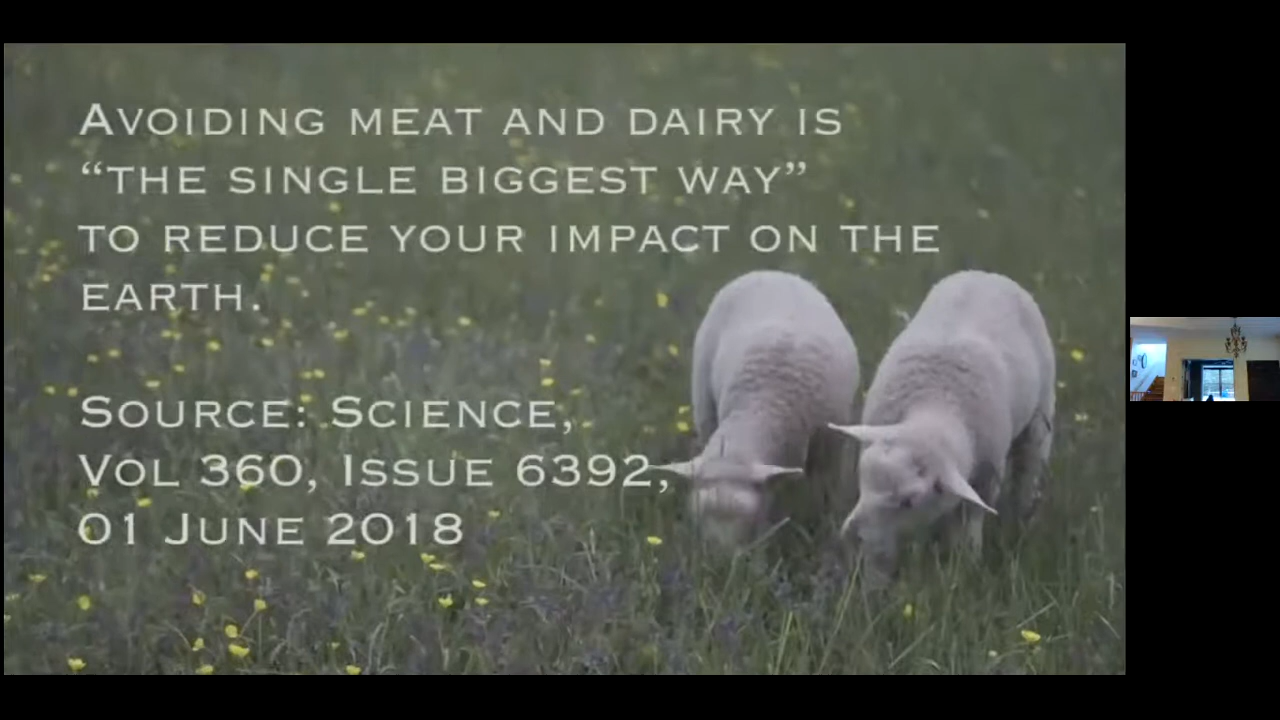 AVOIDING MEAT AND DAIRY IS
“THE SINGLE BIGGEST WAY”
TO REDUCE YOUR IMPACT ON THE
EARTH.
SOURCE: SCIENCE,
VOL 360, ISSUE 6392,
01 JUNE 2018